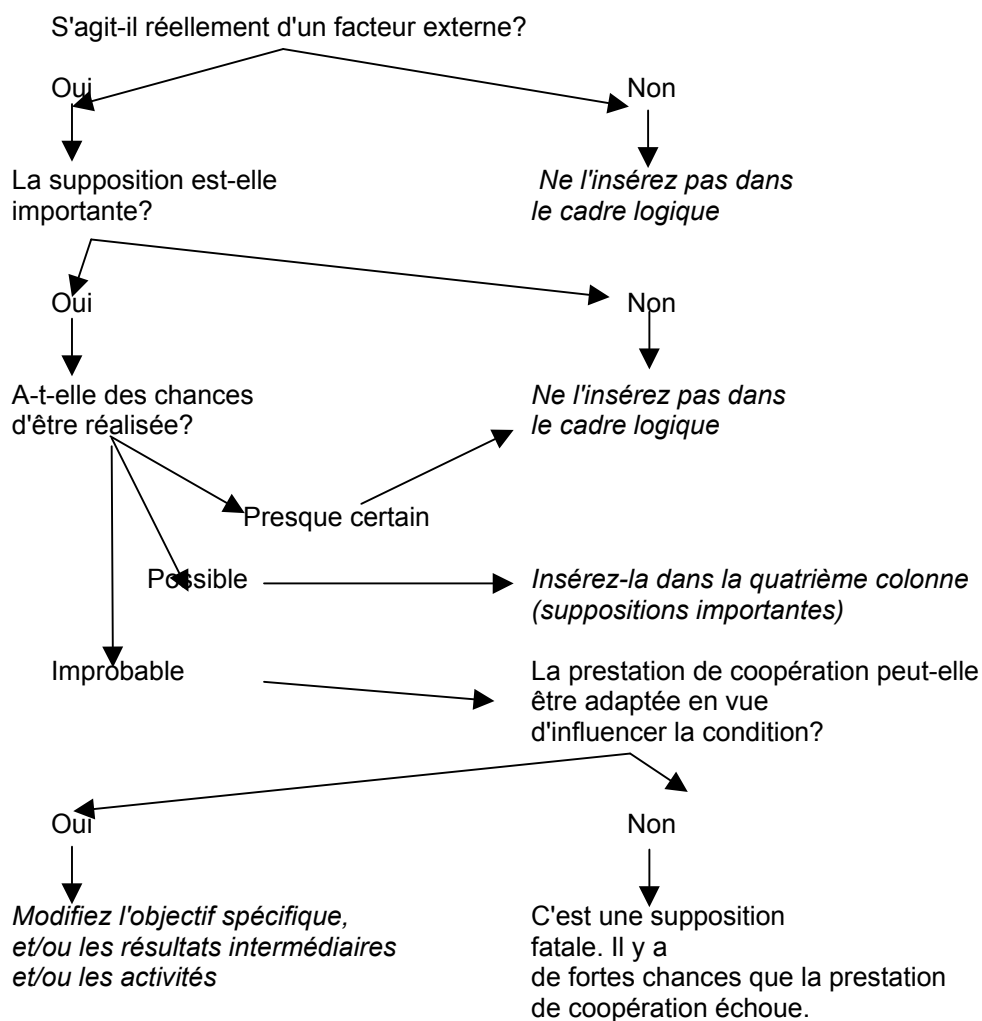 S'agit-il réellement d'un facteur externe?
Oui
Non
La supposition est-elle
importante?
Ne l'insérez pas dans
le cadre logique
Oui
Non
A-t-elle des chances
d'être réalisée?
Ne l'insérez pas dans
le cadre logique
Presque certain
Possible
Insérez-la dans la quatrième colonne
(suppositions importantes)
Improbable
La prestation de coopération peut-elle
être adaptée en vue
d'influencer la condition?
Oui
Non
Modifiez l'objectif spécifique,
et/ou les résultats intermédiaires
et/ou les activités
C'est une supposition
fatale. Il y a
de fortes chances que la prestation
de coopération échoue.